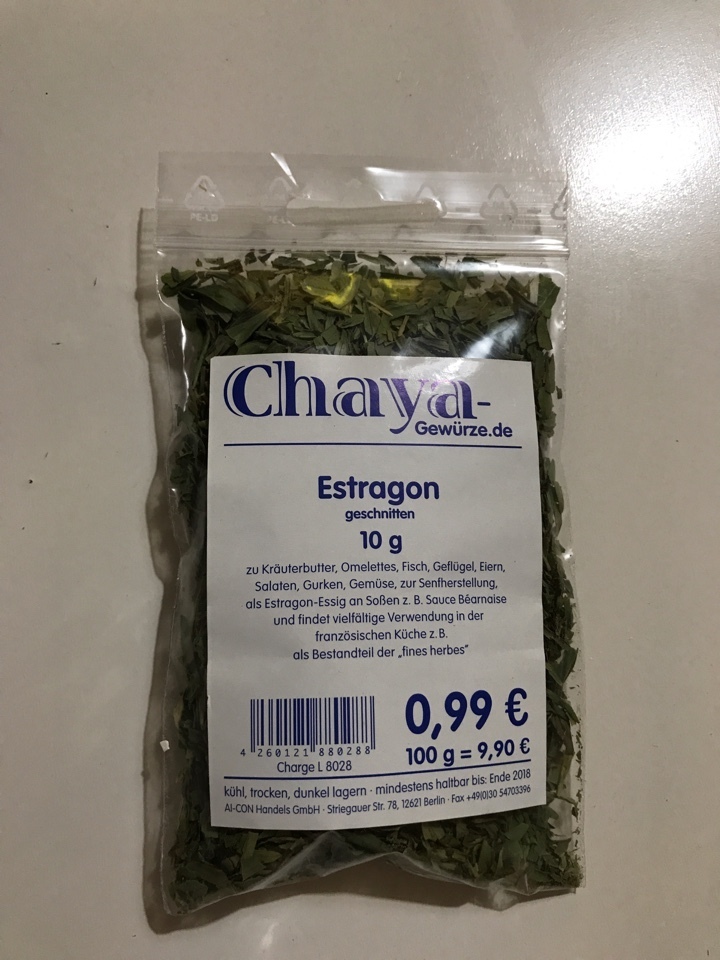 PE-LD
PE-L
Chaya-
Gewürze.de
Estragon
geschnitten
10 g
zu Kräuterbutter, Omelettes, Fisch, Geflügel, Eiern,
Salaten, Gurken, Gemüse, zur Senfherstellung,
als Estragon-Essig an Soßen z. B. Sauce Béarnaise
und findet vielfältige Verwendung in der
französischen Küche z. B.
als Bestandteil der „fines herbes"
0,99 €
100 g = 9,90 €
4 260121 880288
Charge L 8028
kühl, trocken, dunkel lagern · mindestens haltbar bis: Ende 2018
AI-CON Handels GmbH · Striegauer Str. 78, 12621 Berlin · Fax +49(0)30 54703396